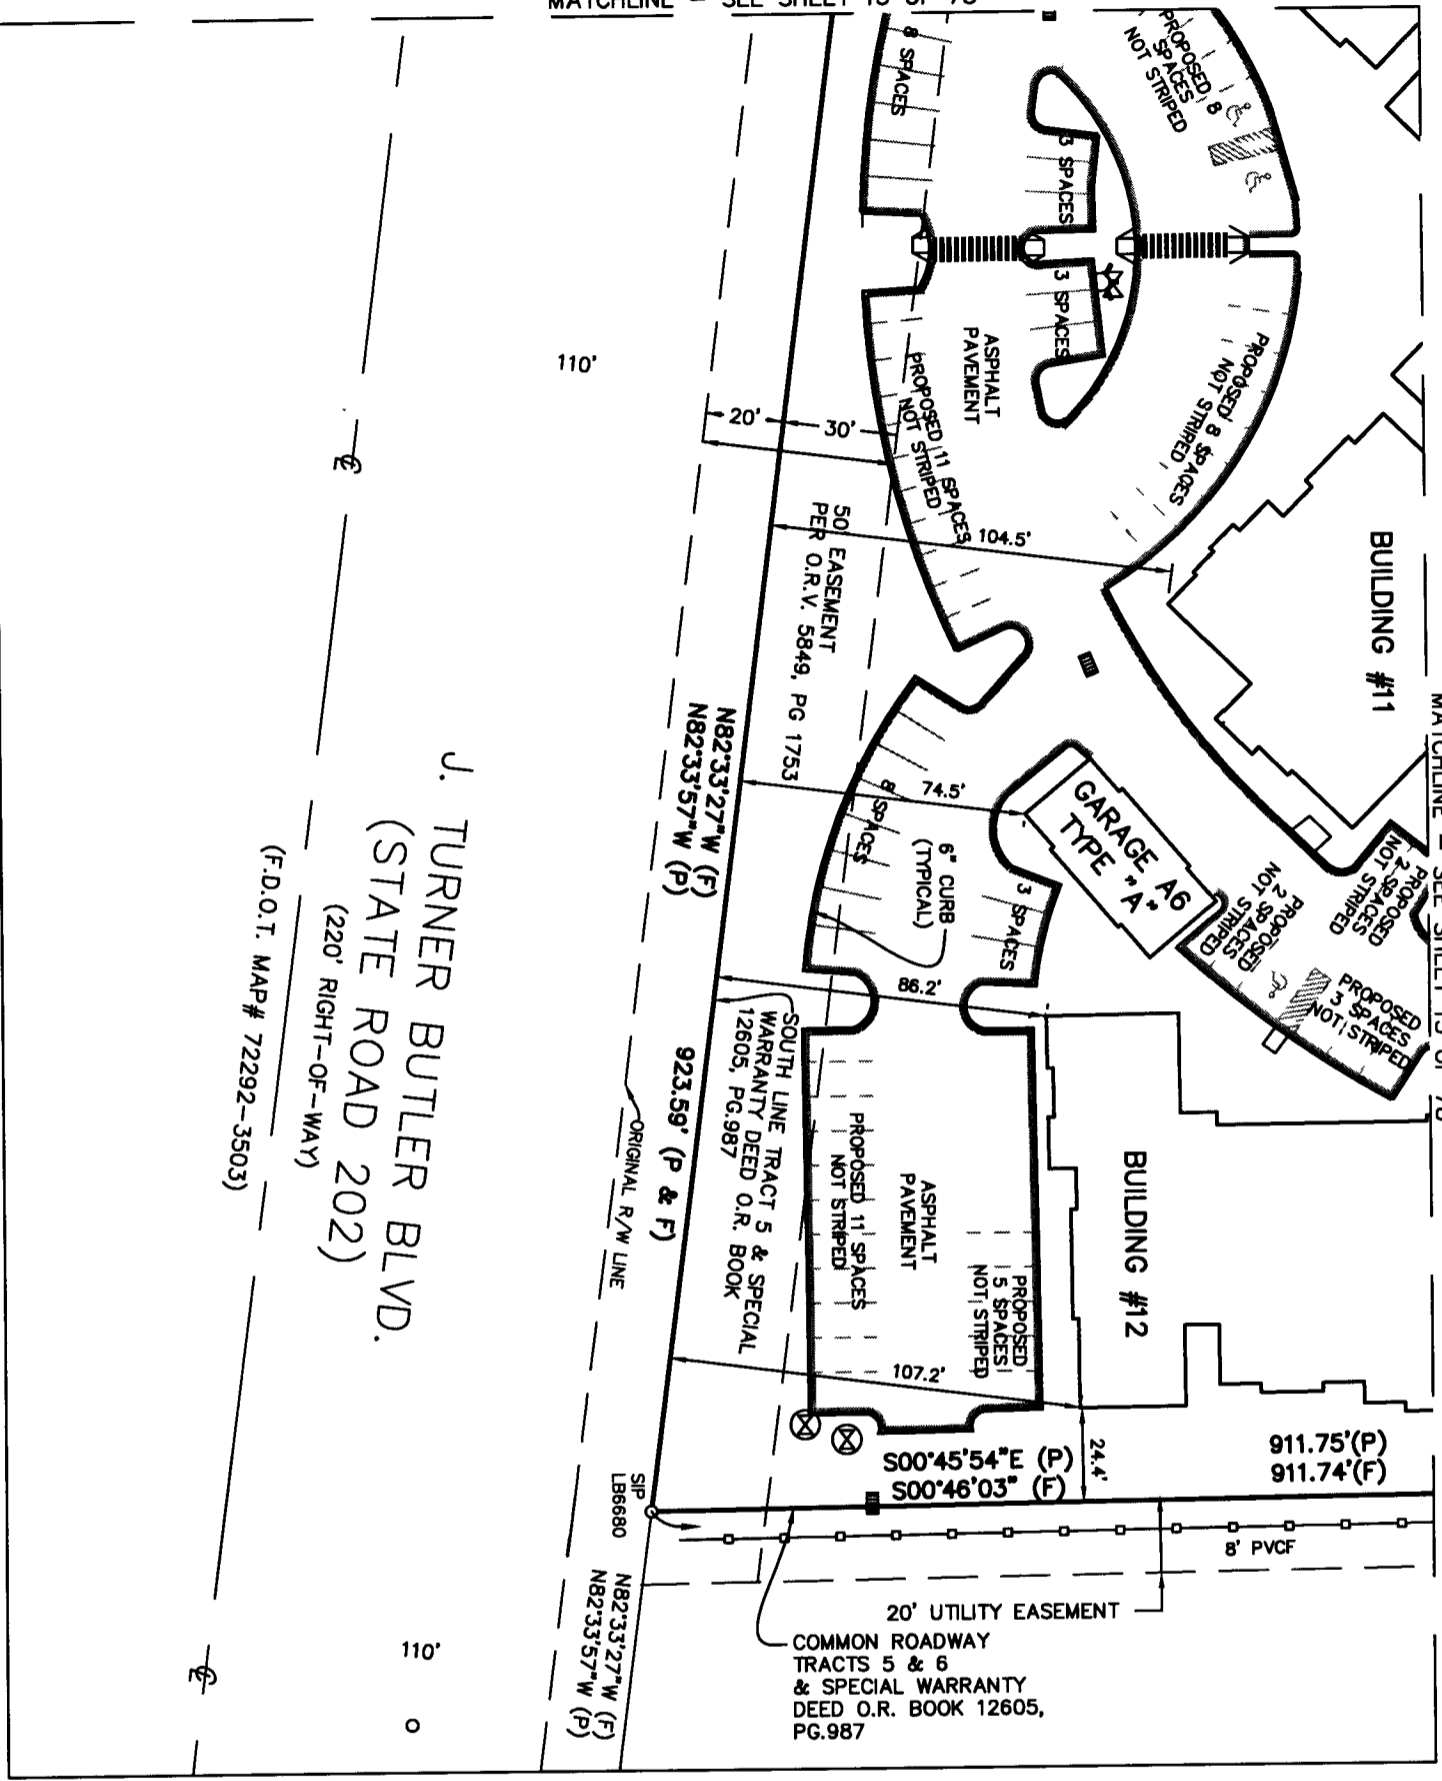 MATCHLINE - SEE SHEET 15 OF
8 SPACES
PROPOSED 8
SPACES
NOT STRIPED
3 SPACES
3 SPACES
ASPHALT
PAVEMENT
PROPOSED 11 SPACES
NOT STRIPED
PROPOSED 8 SPACES
NOT STRIPED
110'
20'
30'
104.5'
BUILDING #11
50' EASEMENT
PER O.R.V. 5849, PG 1753
N82°33'27"W (F)
N82°33'57"W (P)
74.5'
8 SPACES
6" CURB
(TYPICAL)
3 SPACES
GARAGE A6
TYPE "A"
PROPOSED
2 SPACES
NOT STRIPED
PROPOSED
2 SPACES
NOT STRIPED
PROPOSED
3 SPACES
NOT STRIPED
MATCHLINE - SEE SHEET
86.2'
SOUTH LINE TRACT 5 & SPECIAL
WARRANTY DEED O.R. BOOK
12605, PG.987
923.59' (P & F)
ORIGINAL R/W LINE
J. TURNER BUTLER BLVD.
(STATE ROAD 202)
(220' RIGHT-OF-WAY)
(F.D.O.T. MAP# 72292-3503)
PROPOSED 11 SPACES
NOT STRIPED
ASPHALT
PAVEMENT
PROPOSED
5 SPACES
NOT STRIPED
BUILDING #12
107.2'
24.4'
S00°45'54"E (P)
S00°46'03" (F)
911.75'(P)
911.74'(F)
SIP
LB6680
8' PVCF
N82°33'27"W (F)
N82°33'57"W (P)
20' UTILITY EASEMENT
COMMON ROADWAY
TRACTS 5 & 6
& SPECIAL WARRANTY
DEED O.R. BOOK 12605,
PG.987
110'